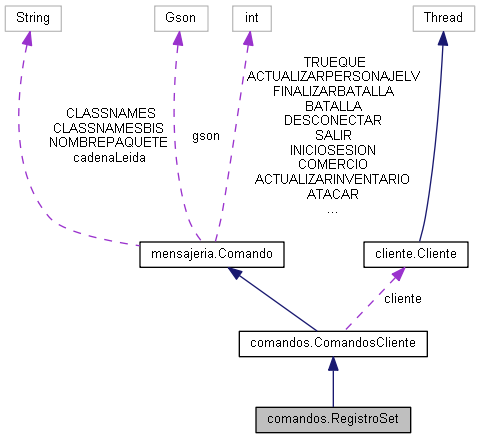 String
Gson
int
Thread
CLASSNAMES
CLASSNAMESBIS
NOMBREPAQUETE
cadenaLeida
gson
TRUEQUE
ACTUALIZARPERSONAJELV
FINALIZARBATALLA
BATALLA
DESCONECTAR
SALIR
INICIOSESION
COMERCIO
ACTUALIZARINVENTARIO
ATACAR
...
mensajeria.Comando
cliente.Cliente
cliente
comandos.ComandosCliente
comandos.RegistroSet